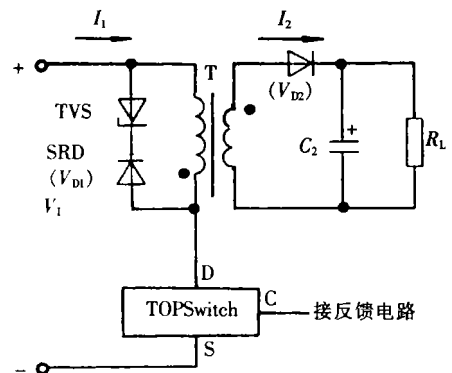 I₁
I₂
+
T
(V_D2)
TVS
SRD
(V_D1)
V_I
+
C₂
R_L
D
TOPSwitch
C
接反馈电路
S
−